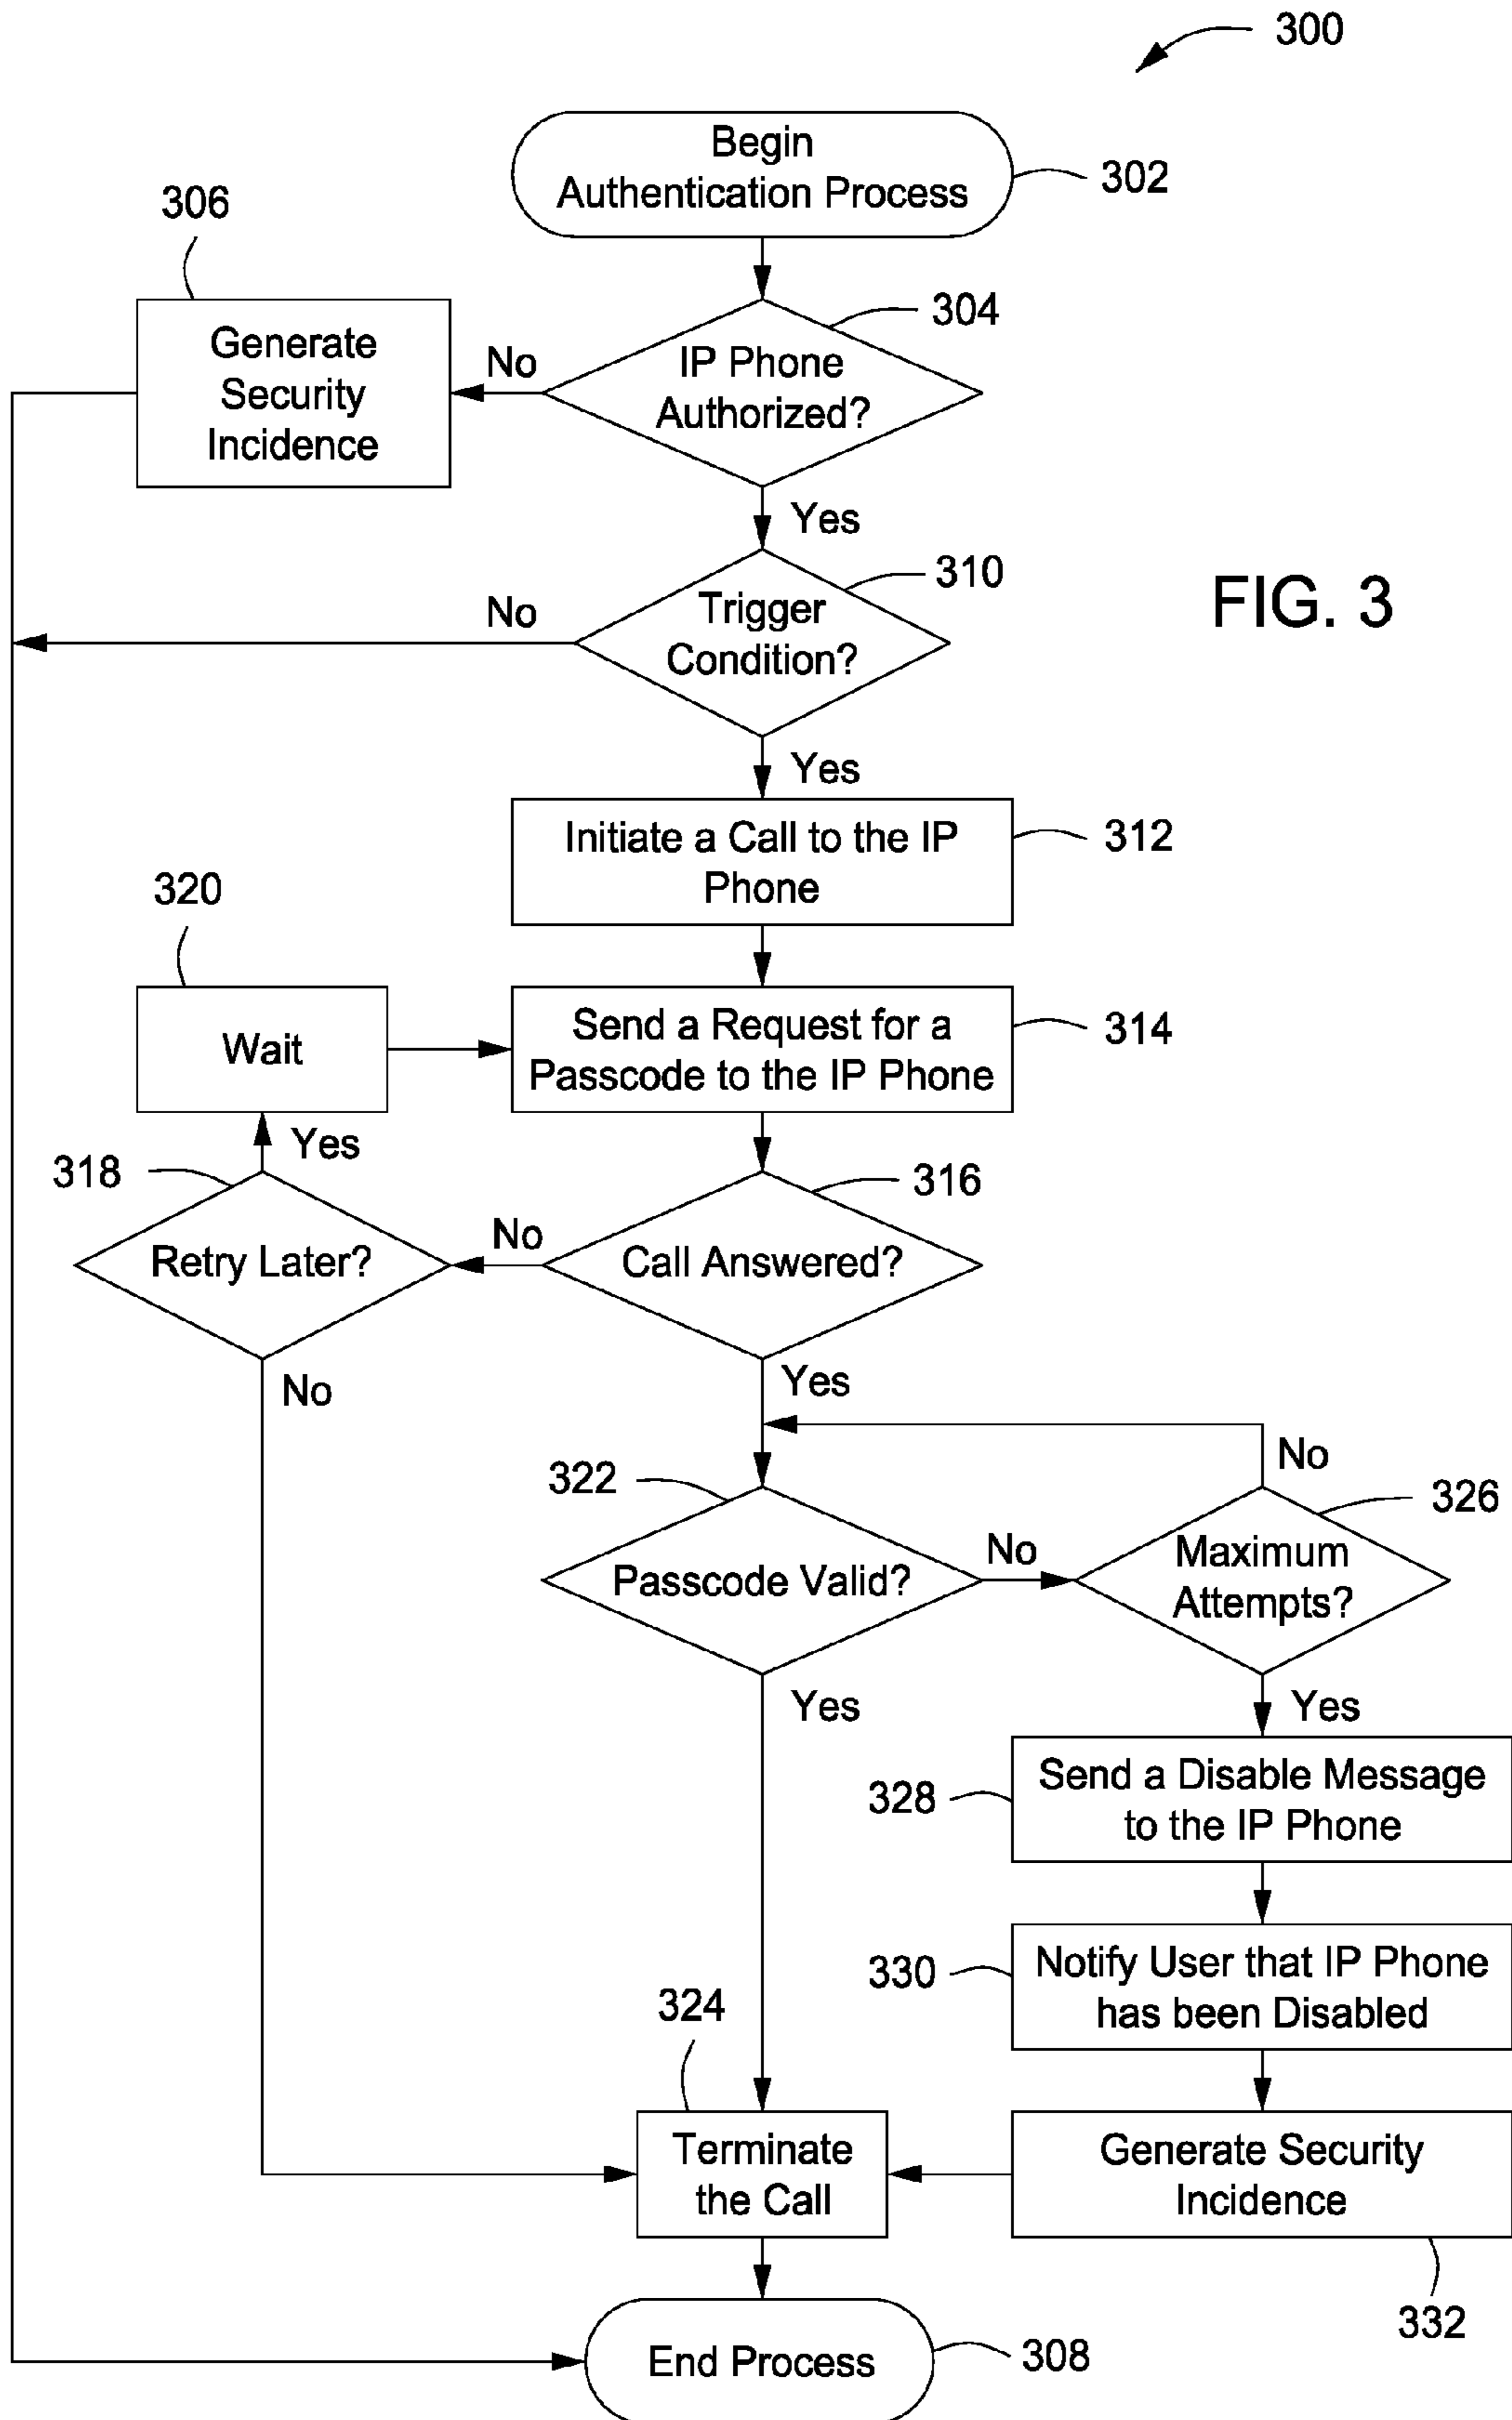 300
Begin
Authentication Process
302
306
304
Generate
Security
Incidence
No
IP Phone
Authorized?
Yes
310
FIG. 3
No
Trigger
Condition?
Yes
Initiate a Call to the IP
Phone
312
320
Wait
Send a Request for a
Passcode to the IP Phone
314
Yes
318
316
Retry Later?
No
Call Answered?
No
Yes
No
322
326
Passcode Valid?
No
Maximum
Attempts?
Yes
Yes
328
Send a Disable Message
to the IP Phone
330
Notify User that IP Phone
has been Disabled
324
Terminate
the Call
Generate Security
Incidence
332
End Process
308